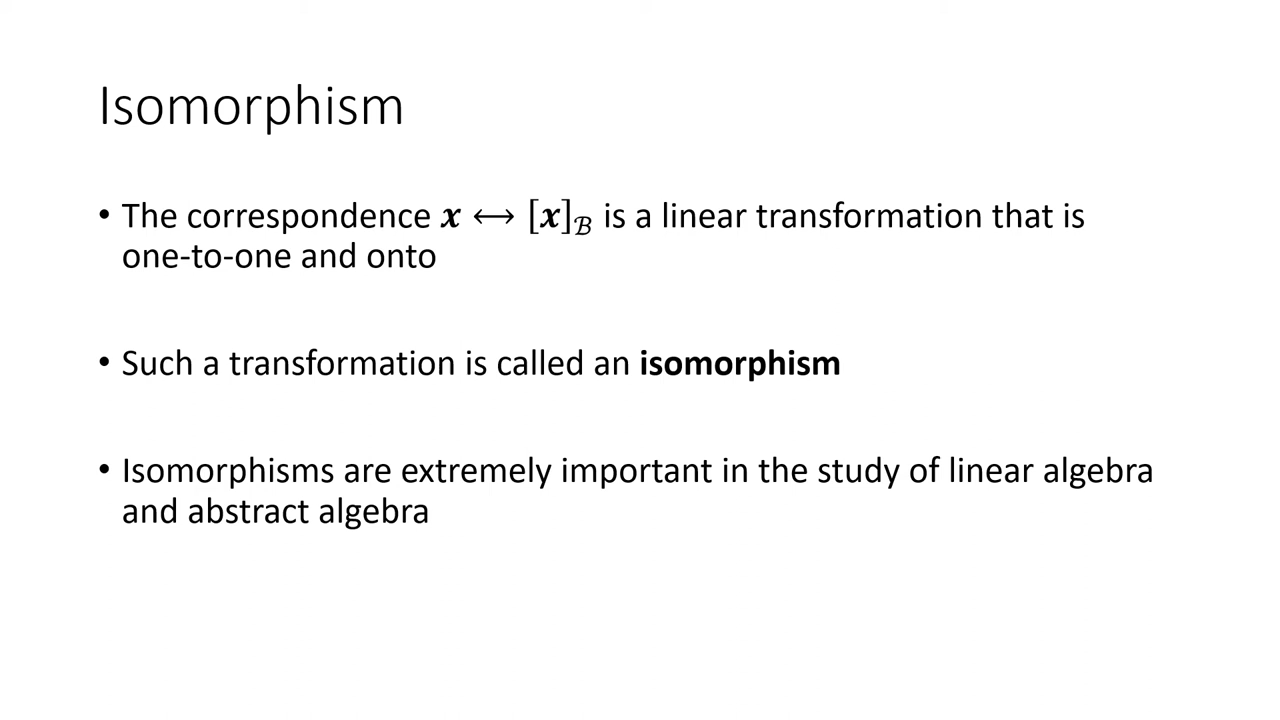 Isomorphism
• The correspondence 𝒙 ↔ [𝒙]_ℬ is a linear transformation that is
one-to-one and onto
• Such a transformation is called an isomorphism
• Isomorphisms are extremely important in the study of linear algebra
and abstract algebra